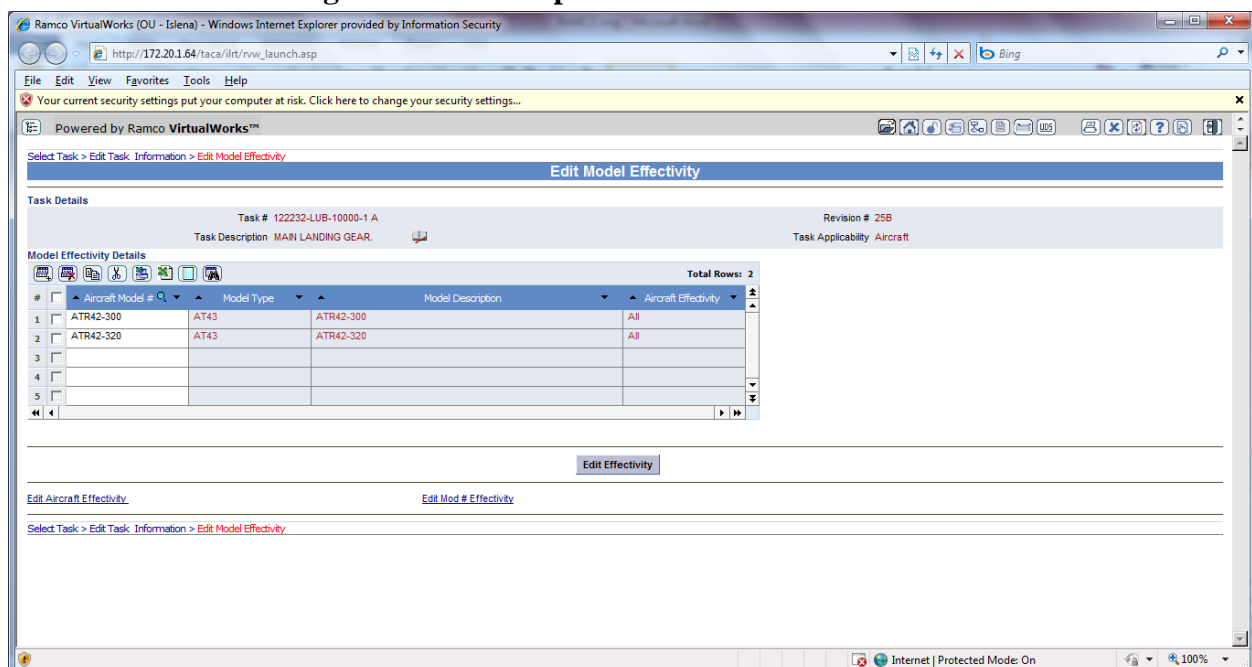 Ramco VirtualWorks (OU - Islena) - Windows Internet Explorer provided by Information Security
http://172.20.1.64/taca/ilrt/rvw_launch.asp
Bing
File Edit View Favorites Tools Help
Your current security settings put your computer at risk. Click here to change your security settings...
Powered by Ramco VirtualWorks™
UDS
Select Task > Edit Task Information > Edit Model Effectivity
Edit Model Effectivity
Task Details
Task # 122232-LUB-10000-1 A Revision # 25B
Task Description MAIN LANDING GEAR. Task Applicability Aircraft
Model Effectivity Details
Total Rows: 2
# Aircraft Model # Model Type Model Description Aircraft Effectivity
1 ATR42-300 AT43 ATR42-300 All
2 ATR42-320 AT43 ATR42-320 All
3
4
5
Edit Effectivity
Edit Aircraft Effectivity Edit Mod # Effectivity
Select Task > Edit Task Information > Edit Model Effectivity
Internet | Protected Mode: On 100%